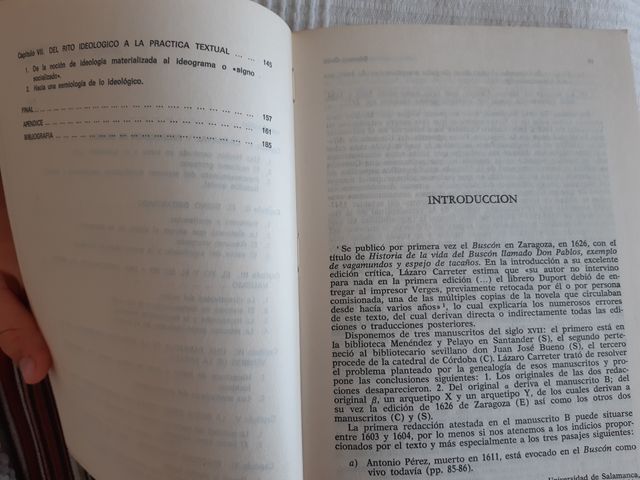 Capítulo VII. DEL RITO IDEOLOGICO A LA PRACTICA TEXTUAL ... ... 145
1. De la noción de ideología materializada al ideograma o «signo
socializado».
2. Hacia una semiología de lo ideológico.
FINAL ... 157
APENDICE ... 161
BIBLIOGRAFIA ... 185
INTRODUCCION
Se publicó por primera vez el Buscón en Zaragoza, en 1626, con el
título de Historia de la vida del Buscón llamado Don Pablos, exemplo
de vagamundos y espejo de tacaños. En la introducción a su excelente
edición crítica, Lázaro Carreter estima que «su autor no intervino
para nada en la primera edición (...) el librero Duport debió de en-
tregar al impresor Verges, previamente retocada por él o por persona
comisionada, una de las múltiples copias de la novela que circulaban
desde hacía varios años»¹, lo cual explicaría los numerosos errores
de este texto, del cual derivan directa o indirectamente todas las edi-
ciones o traducciones posteriores.
Disponemos de tres manuscritos del siglo XVII: el primero está en
la biblioteca Menéndez y Pelayo en Santander (S), el segundo perte-
neció al bibliotecario sevillano don Juan José Bueno (S), el tercero
procede de la catedral de Córdoba (C). Lázaro Carreter trató de resolver
el problema planteado por la genealogía de esos manuscritos y pro-
pone las conclusiones siguientes: 1. Los originales de las dos redac-
ciones desaparecieron. 2. Del original α deriva el manuscrito B; del
original β, un arquetipo X y un arquetipo Y, de los cuales derivan a
su vez la edición de 1626 de Zaragoza (E) así como los otros dos
manuscritos (C) y (S).
La primera redacción atestada en el manuscrito B puede situarse
entre 1603 y 1604, por lo menos si nos atenemos a los indicios propor-
cionados por el texto y más especialmente a los tres pasajes siguientes:
a) Antonio Pérez, muerto en 1611, está evocado en el Buscón como
vivo todavía (pp. 85-86).
Universidad de Salamanca,